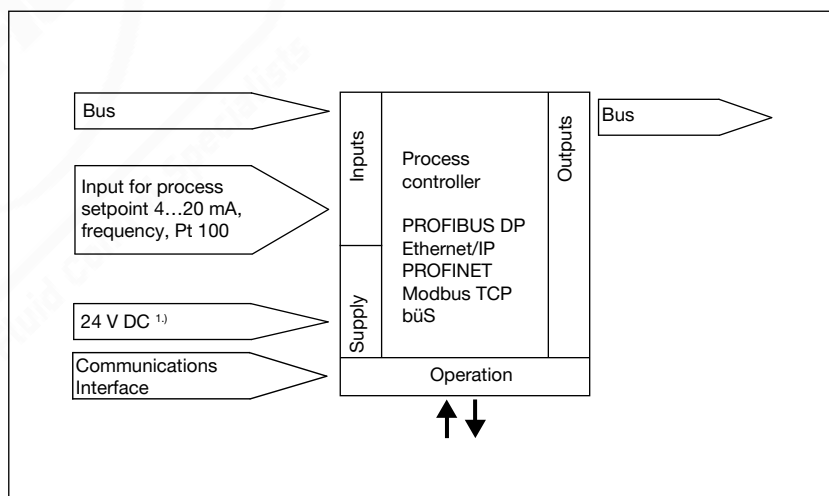 Bus
Input for process
setpoint 4…20 mA,
frequency, Pt 100
24 V DC 1.)
Communications
Interface
Inputs
Supply
Process
controller
PROFIBUS DP
Ethernet/IP
PROFINET
Modbus TCP
büS
Operation
Outputs
Bus